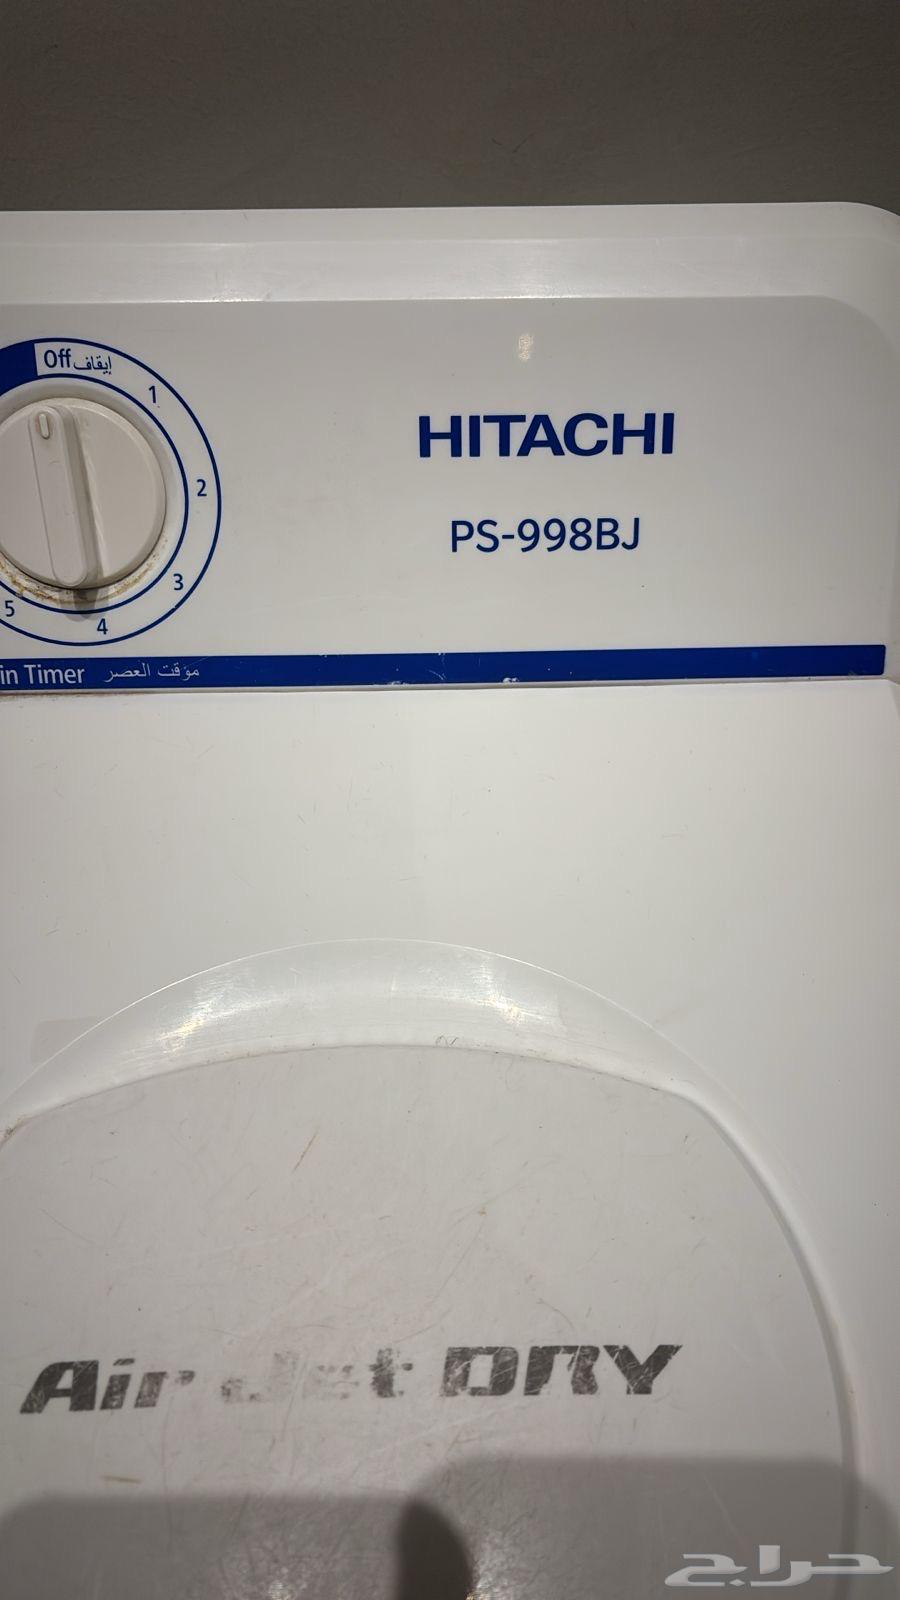 Off إيقاف
1
2
3
4
5
HITACHI
PS-998BJ
in Timer مؤقت العصر
Air Jet DRY
حراج